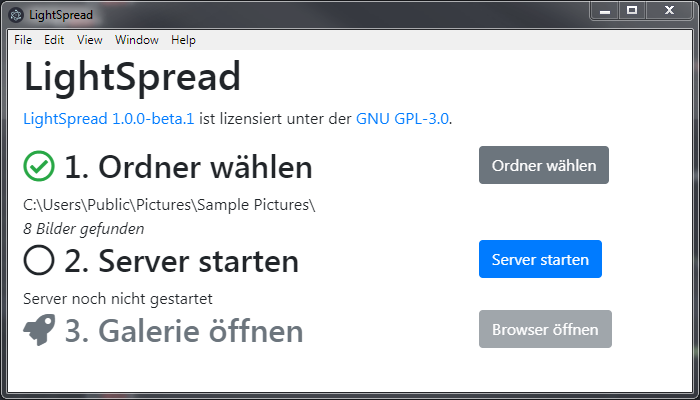 LightSpread
File Edit View Window Help
LightSpread
LightSpread 1.0.0-beta.1 ist lizensiert unter der GNU GPL-3.0.
1. Ordner wählen
Ordner wählen
C:\Users\Public\Pictures\Sample Pictures\
8 Bilder gefunden
2. Server starten
Server starten
Server noch nicht gestartet
3. Galerie öffnen
Browser öffnen